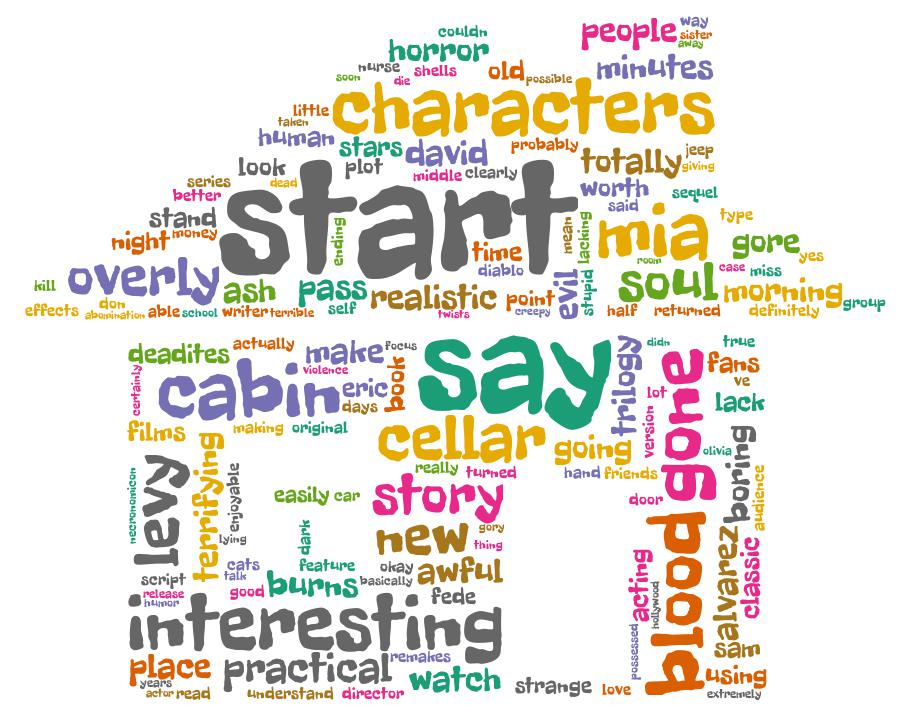 couldn
people
way
sister
away
horror
nurse
shells
old
possible
minutes
soon
die
characters
little
taken
human
stars
david
probably
totally
jeep
giving
look
plot
middle
clearly
series
dead
better
start
worth
sequel
said
stand
money
night
ending
time
mean
lacking
mia
type
gore
yes
room
diablo
kill
overly
ash
pass
realistic
point
evil
stupid
soul
case
miss
morning
group
effects
don
abomination
able
school
writer
terrible
self
twists
creepy
half
returned
definitely
deadites
actually
make
focus
say
trilogy
didn
true
violence
certainly
cabin
eric
book
days
gone
fans
ve
lot
lack
version
films
making
original
cellar
going
olivia
boring
really
turned
hand
friends
necronomicon
levy
terrifying
enjoyable
lying
easily
car
story
door
audience
dark
new
gory
thing
blood
salvarez
classic
cats
talk
feature
okay
awful
script
good
burns
basically
acting
hollywood
release
humor
fede
interesting
possessed
sam
place
practical
remakes
years
watch
using
actor
read
understand
director
strange
love
extremely